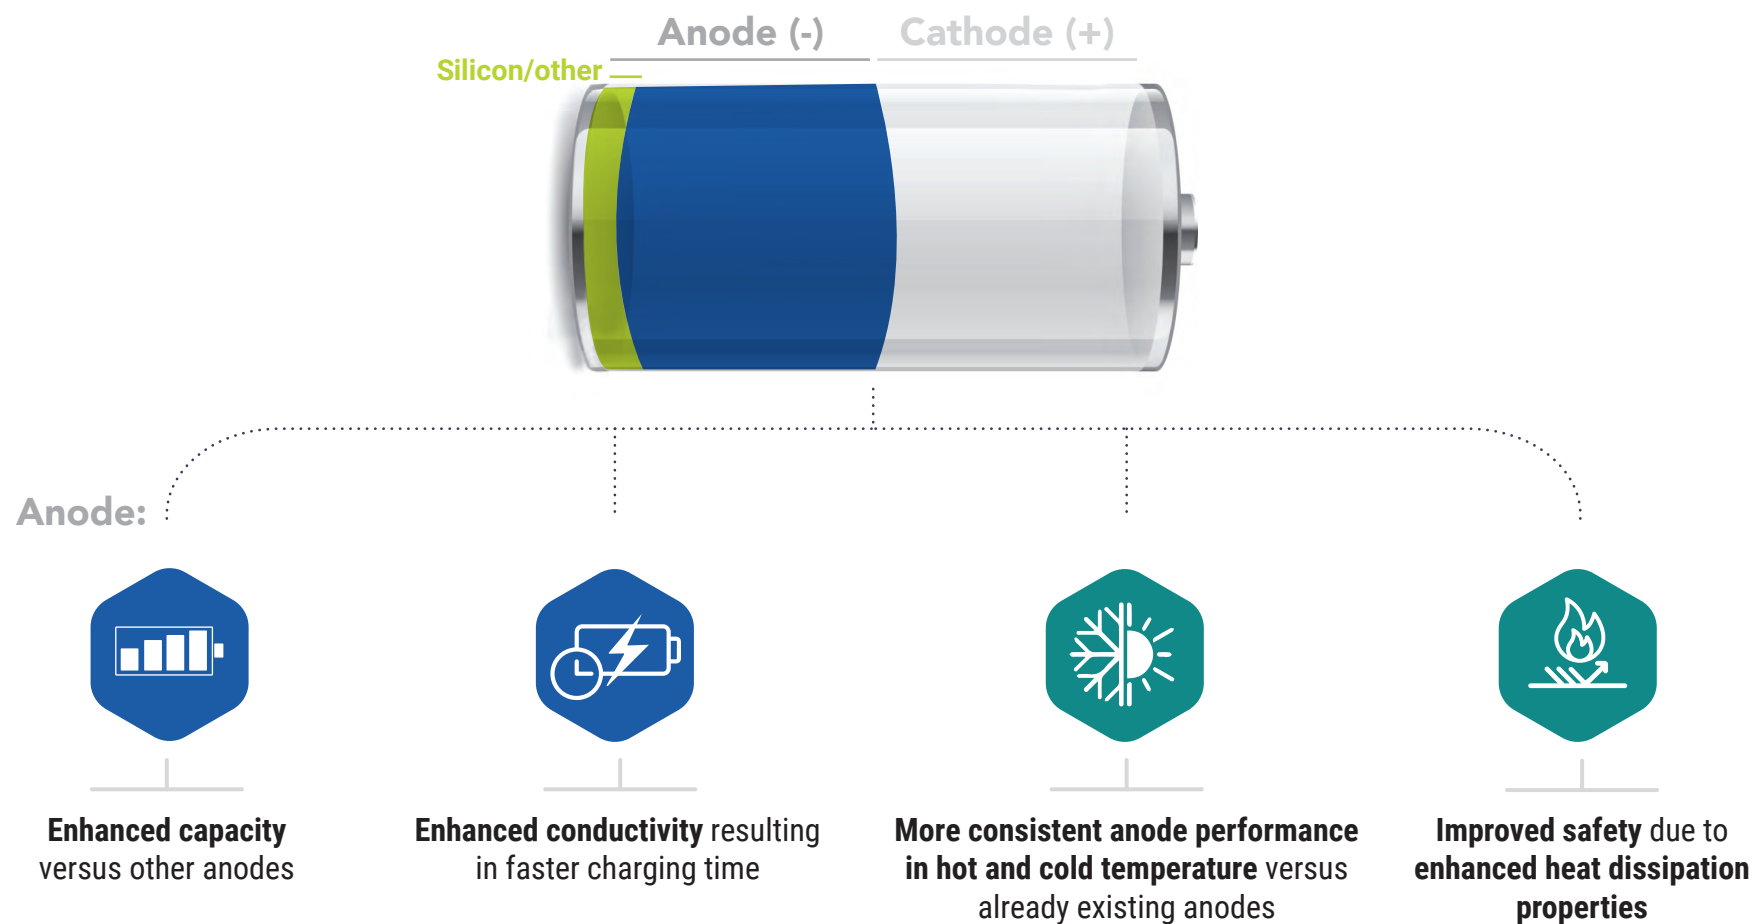 Anode (-)
Cathode (+)
Silicon/other
Anode:
Enhanced capacity
versus other anodes
Enhanced conductivity resulting
in faster charging time
More consistent anode performance
in hot and cold temperature versus
already existing anodes
Improved safety due to
enhanced heat dissipation
properties